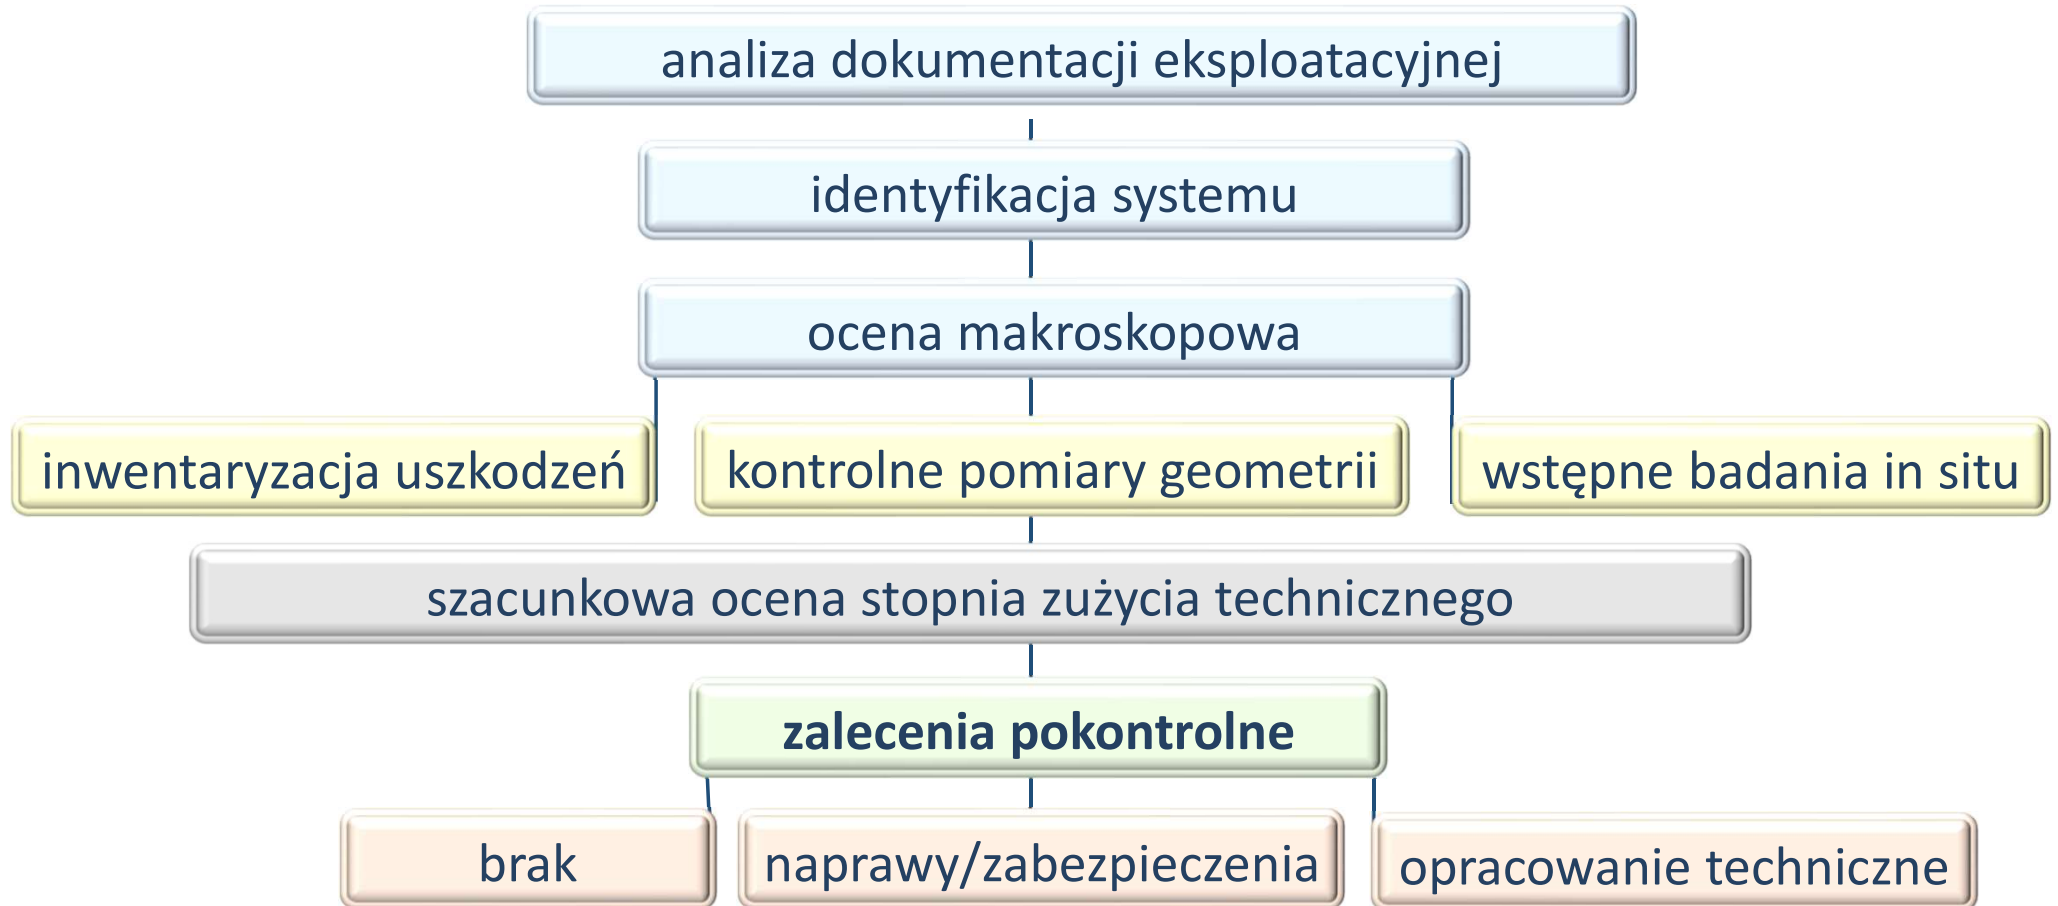 analiza dokumentacji eksploatacyjnej
identyfikacja systemu
ocena makroskopowa
inwentaryzacja uszkodzeń
kontrolne pomiary geometrii
wstępne badania in situ
szacunkowa ocena stopnia zużycia technicznego
zalecenia pokontrolne
brak
naprawy/zabezpieczenia
opracowanie techniczne